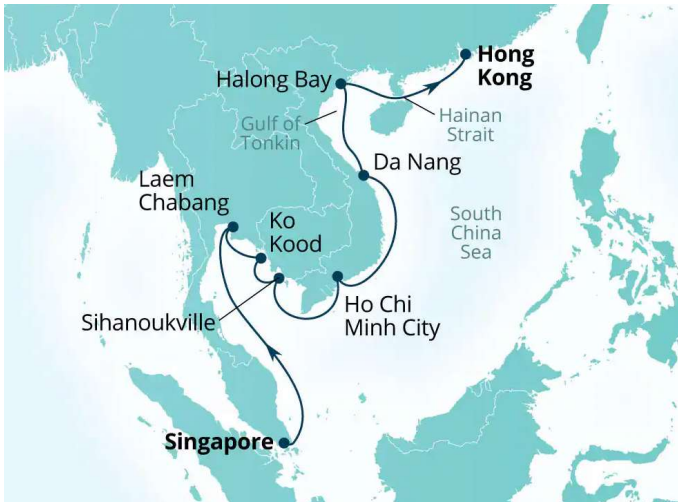 Hong
Kong
Halong Bay
Gulf of
Tonkin
Hainan
Strait
Da Nang
Laem
Chabang
Ko
Kood
South
China
Sea
Sihanoukville
Ho Chi
Minh City
Singapore